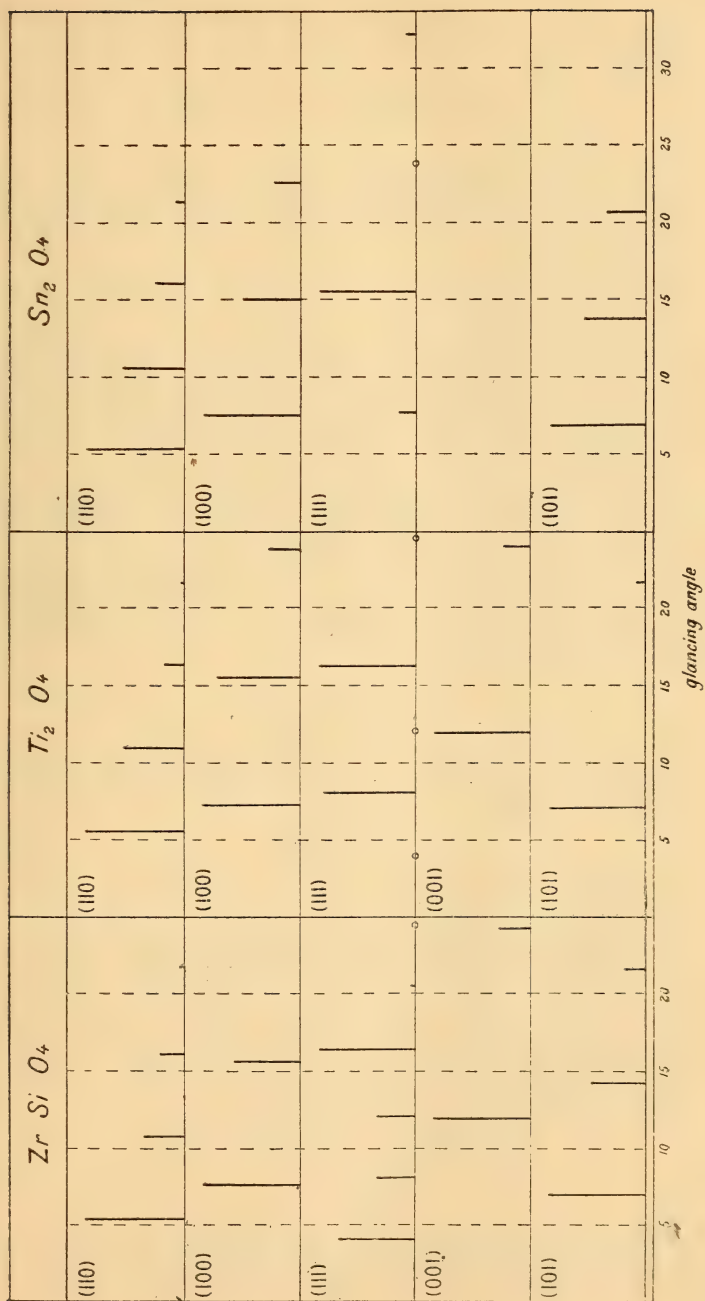 Zr Si O4 Ti2 O4 Sn2 O4
(110) (110) (110)
(100) (100) (100)
(111) (111) (111)
(001) (001)
(101) (101) (101)
5 10 15 20 5 10 15 20 5 10 15 20 25 30
glancing angle